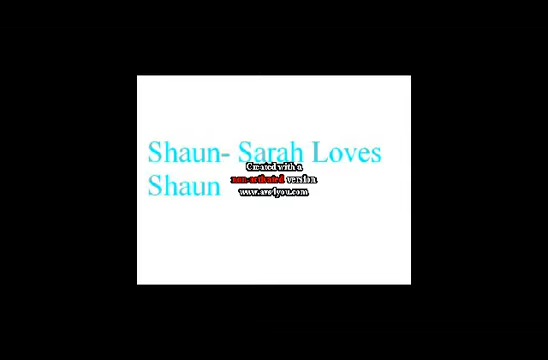 Shaun- Sarah Loves
Shaun
Created with a
non-activated version
www.avs4you.com